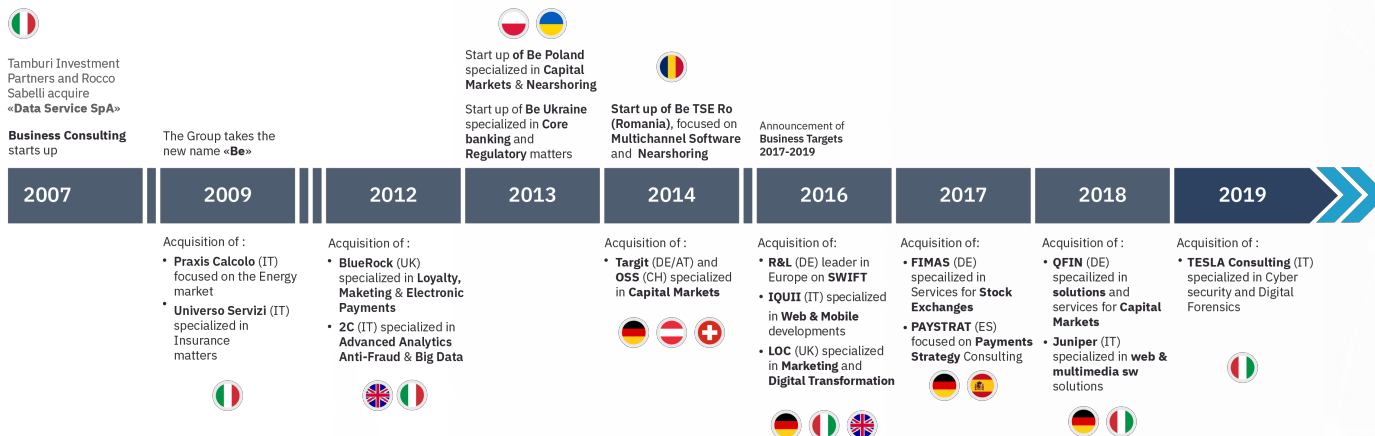 Tamburi Investment
Partners and Rocco
Sabelli acquire
«Data Service SpA»
Business Consulting
starts up
The Group takes the
new name «Be»
Start up of Be Poland
specialized in Capital
Markets & Nearshoring
Start up of Be Ukraine
specialized in Core
banking and
Regulatory matters
Start up of Be TSE Ro
(Romania), focused on
Multichannel Software
and Nearshoring
Announcement of
Business Targets
2017-2019
2007
2009
2012
2013
2014
2016
2017
2018
2019
Acquisition of :
• Praxis Calcolo (IT)
focused on the Energy
market
• Universo Servizi (IT)
specialized in
Insurance
matters
Acquisition of :
• BlueRock (UK)
specialized in Loyalty,
Maketing & Electronic
Payments
• 2C (IT) specialized in
Advanced Analytics
Anti-Fraud & Big Data
Acquisition of :
• Targit (DE/AT) and
OSS (CH) specialized
in Capital Markets
Acquisition of:
• R&L (DE) leader in
Europe on SWIFT
• IQUII (IT) specialized
in Web & Mobile
developments
• LOC (UK) specialized
in Marketing and
Digital Transformation
Acquisition of:
• FIMAS (DE)
specailized in
Services for Stock
Exchanges
• PAYSTRAT (ES)
focused on Payments
Strategy Consulting
Acquisition of :
• QFIN (DE)
specailized in
solutions and
services for Capital
Markets
• Juniper (IT)
specialized in web &
multimedia sw
solutions
Acquisition of :
• TESLA Consulting (IT)
specialized in Cyber
security and Digital
Forensics